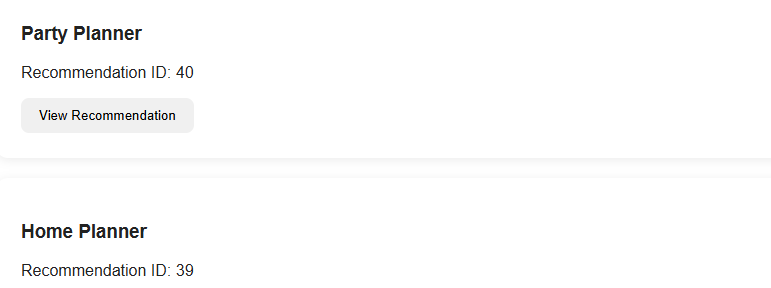 Party Planner
Recommendation ID: 40
View Recommendation
Home Planner
Recommendation ID: 39